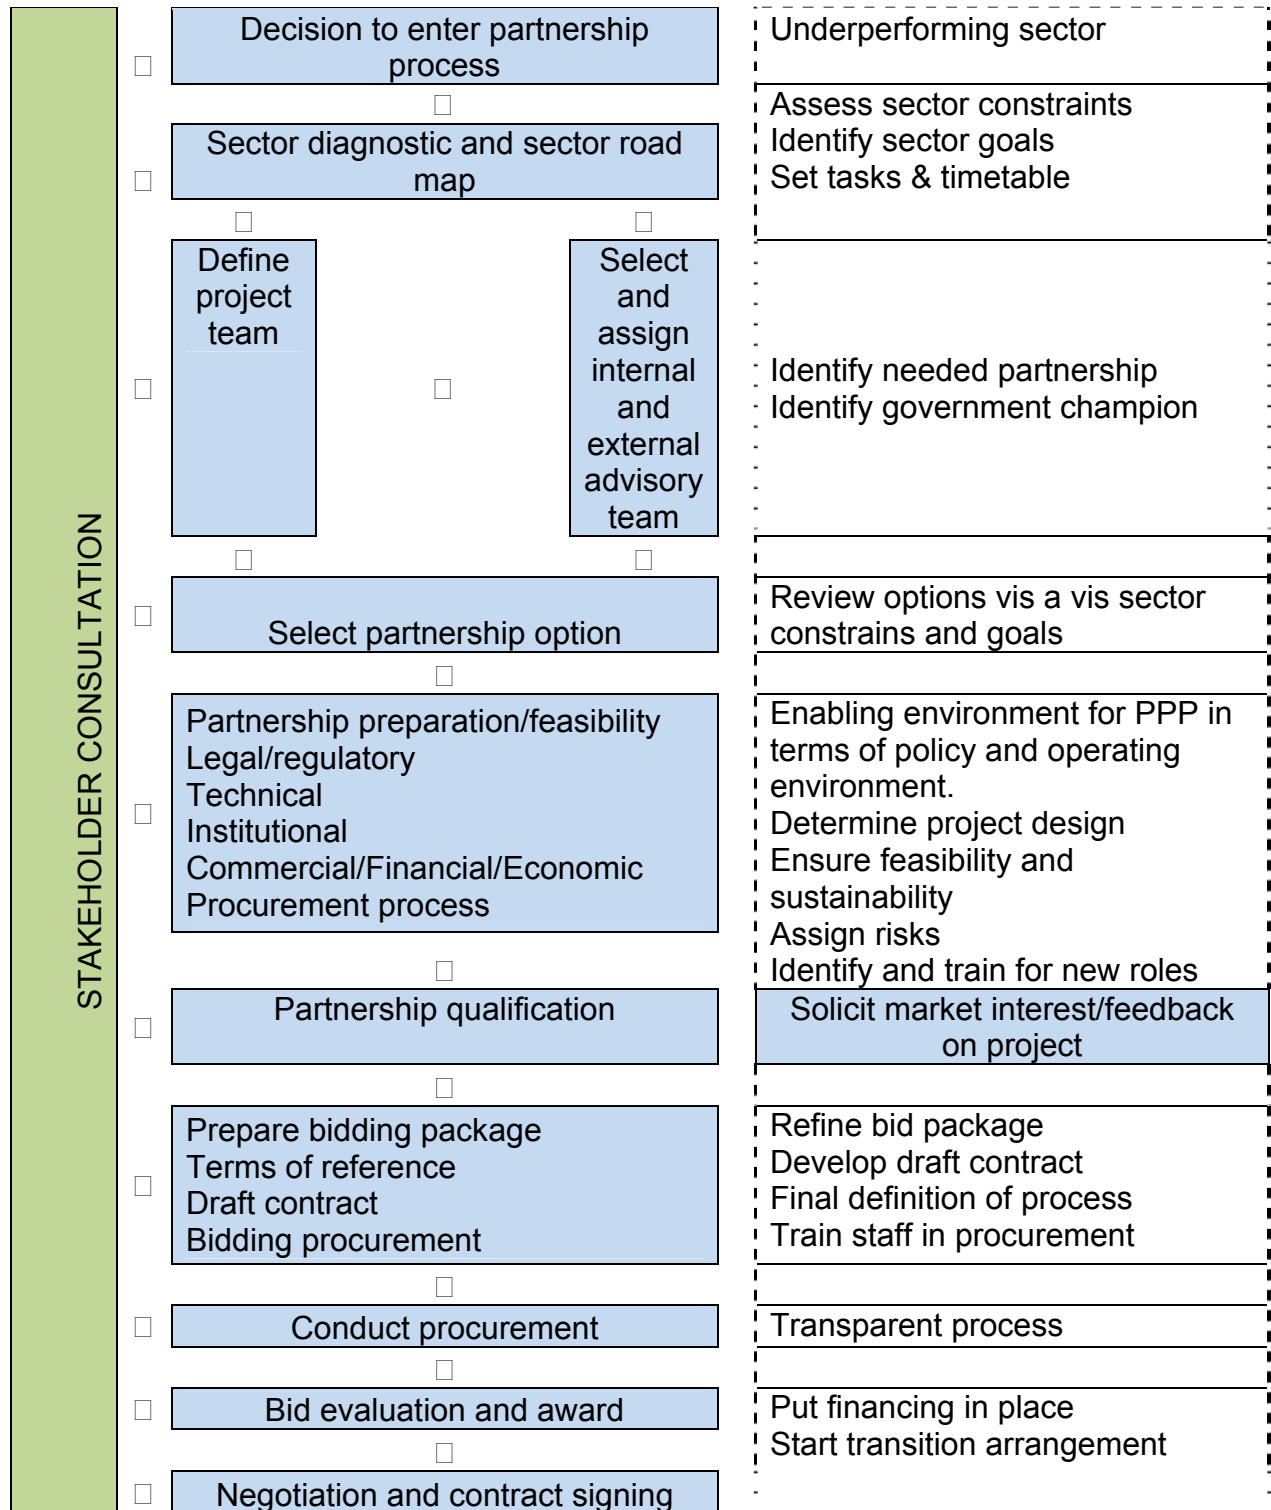 STAKEHOLDER CONSULTATION
Decision to enter partnership
process
Underperforming sector
Sector diagnostic and sector road
map
Assess sector constraints
Identify sector goals
Set tasks & timetable
Define
project
team
Select
and
assign
internal
and
external
advisory
team
Identify needed partnership
Identify government champion
Select partnership option
Review options vis a vis sector
constrains and goals
Partnership preparation/feasibility
Legal/regulatory
Technical
Institutional
Commercial/Financial/Economic
Procurement process
Enabling environment for PPP in
terms of policy and operating
environment.
Determine project design
Ensure feasibility and
sustainability
Assign risks
Identify and train for new roles
Partnership qualification
Solicit market interest/feedback
on project
Prepare bidding package
Terms of reference
Draft contract
Bidding procurement
Refine bid package
Develop draft contract
Final definition of process
Train staff in procurement
Conduct procurement
Transparent process
Bid evaluation and award
Put financing in place
Start transition arrangement
Negotiation and contract signing